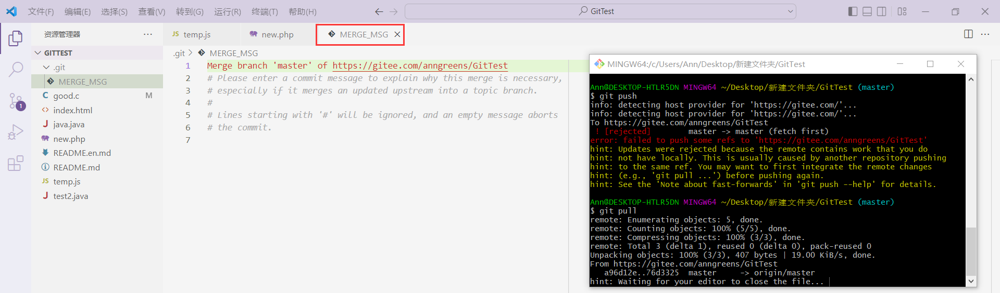 文件(F) 编辑(E) 选择(S) 查看(V) 转到(G) 运行(R) 终端(T) 帮助(H) GitTest
资源管理器 ···
JS temp.js new.php MERGE_MSG
GITTEST
.git
MERGE_MSG
C good.c M
<> index.html
J java.java
new.php
README.en.md
README.md
JS temp.js
J test2.java
1
.git > MERGE_MSG
1 Merge branch 'master' of https://gitee.com/anngreens/GitTest
2 # Please enter a commit message to explain why this merge is necessary,
3 # especially if it merges an updated upstream into a topic branch.
4 #
5 # Lines starting with '#' will be ignored, and an empty message aborts
6 # the commit.
7
MINGW64:/c/Users/Ann/Desktop/新建文件夹/GitTest
Ann@DESKTOP-HTLR5DN MINGW64 ~/Desktop/新建文件夹/GitTest (master)
$ git push
info: detecting host provider for 'https://gitee.com/'...
info: detecting host provider for 'https://gitee.com/'...
To https://gitee.com/anngreens/GitTest
! [rejected] master -> master (fetch first)
error: failed to push some refs to 'https://gitee.com/anngreens/GitTest'
hint: Updates were rejected because the remote contains work that you do
hint: not have locally. This is usually caused by another repository pushing
hint: to the same ref. You may want to first integrate the remote changes
hint: (e.g., 'git pull ...') before pushing again.
hint: See the 'Note about fast-forwards' in 'git push --help' for details.
Ann@DESKTOP-HTLR5DN MINGW64 ~/Desktop/新建文件夹/GitTest (master)
$ git pull
remote: Enumerating objects: 5, done.
remote: Counting objects: 100% (5/5), done.
remote: Compressing objects: 100% (3/3), done.
remote: Total 3 (delta 1), reused 0 (delta 0), pack-reused 0
Unpacking objects: 100% (3/3), 407 bytes | 19.00 KiB/s, done.
From https://gitee.com/anngreens/GitTest
a96d12e..76d3325 master -> origin/master
hint: Waiting for your editor to close the file...